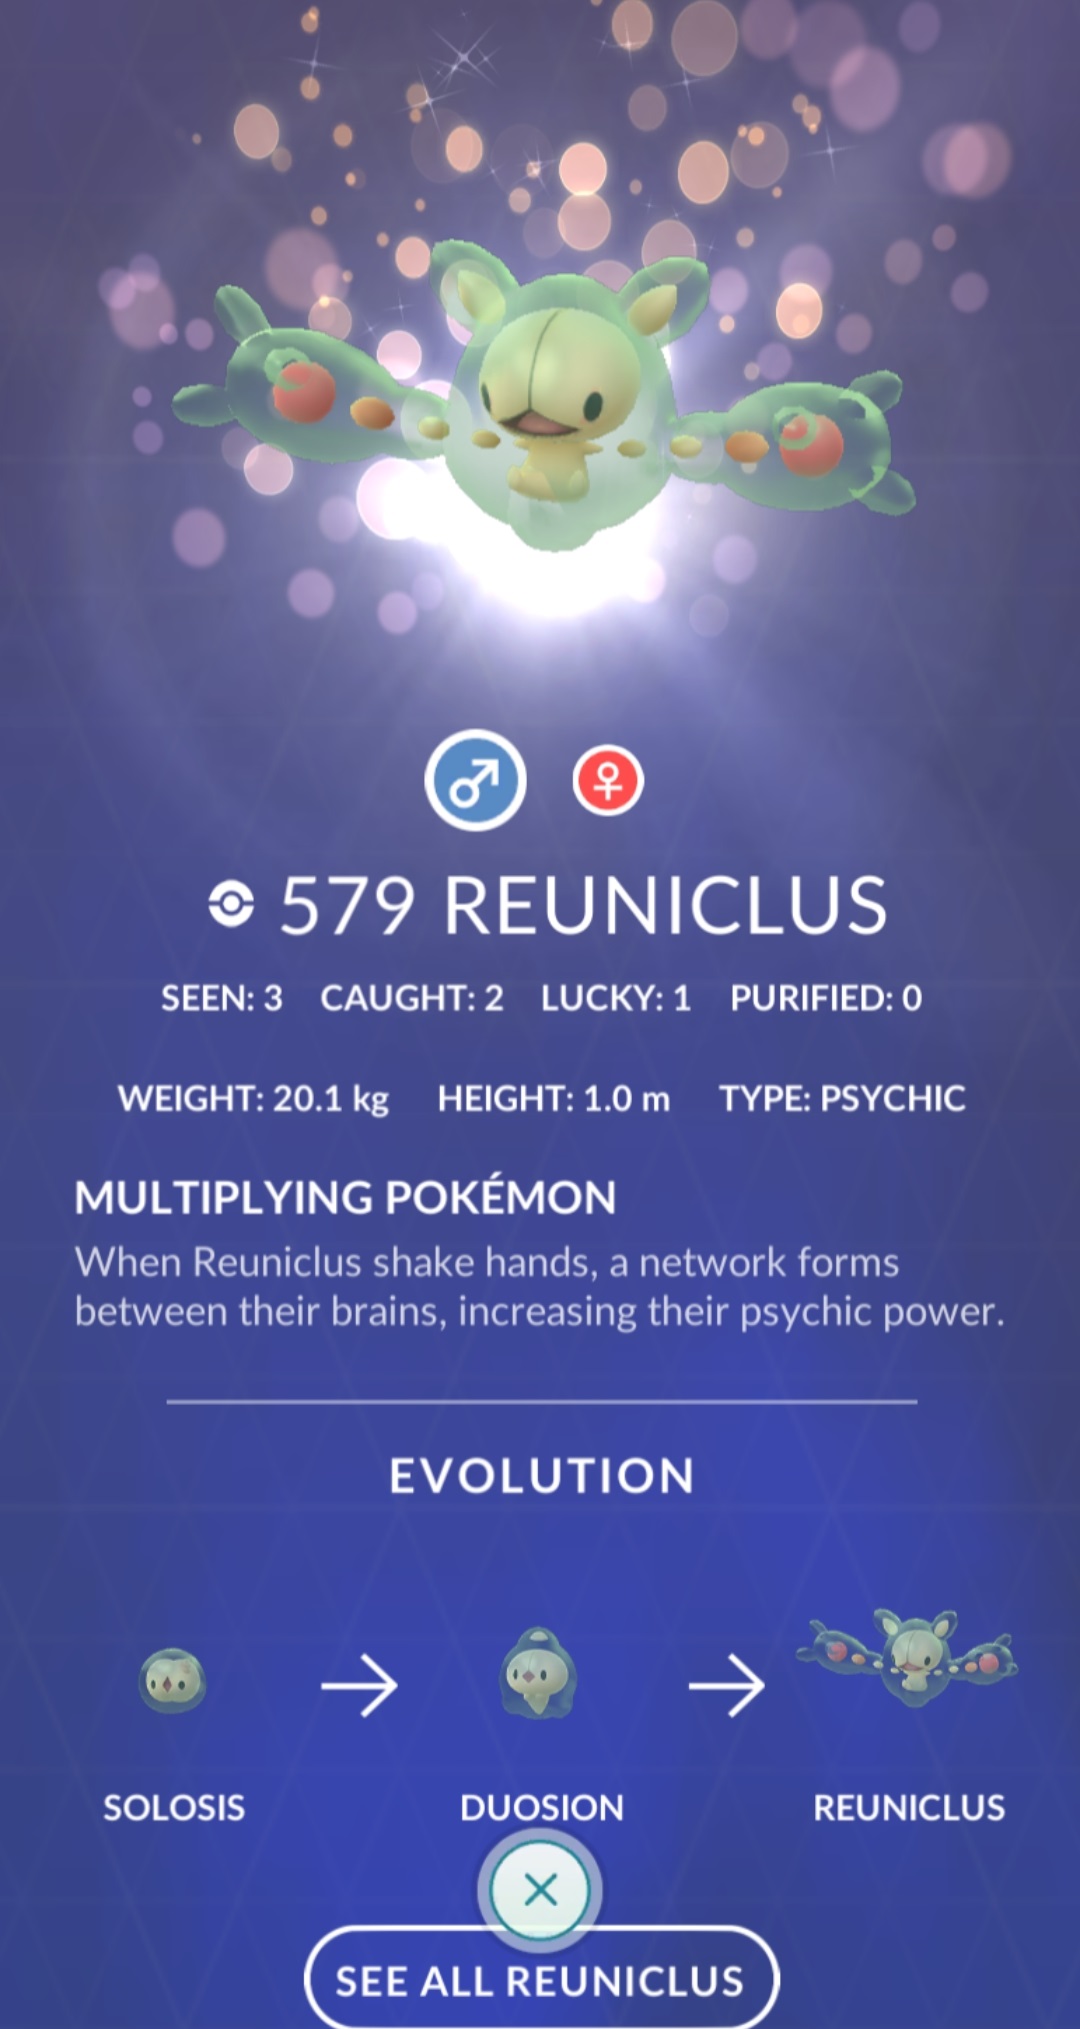 579 REUNICLUS
SEEN: 3 CAUGHT: 2 LUCKY: 1 PURIFIED: 0
WEIGHT: 20.1 kg HEIGHT: 1.0 m TYPE: PSYCHIC
MULTIPLYING POKÉMON
When Reuniclus shake hands, a network forms
between their brains, increasing their psychic power.
EVOLUTION
SOLOSIS DUOSION REUNICLUS
SEE ALL REUNICLUS